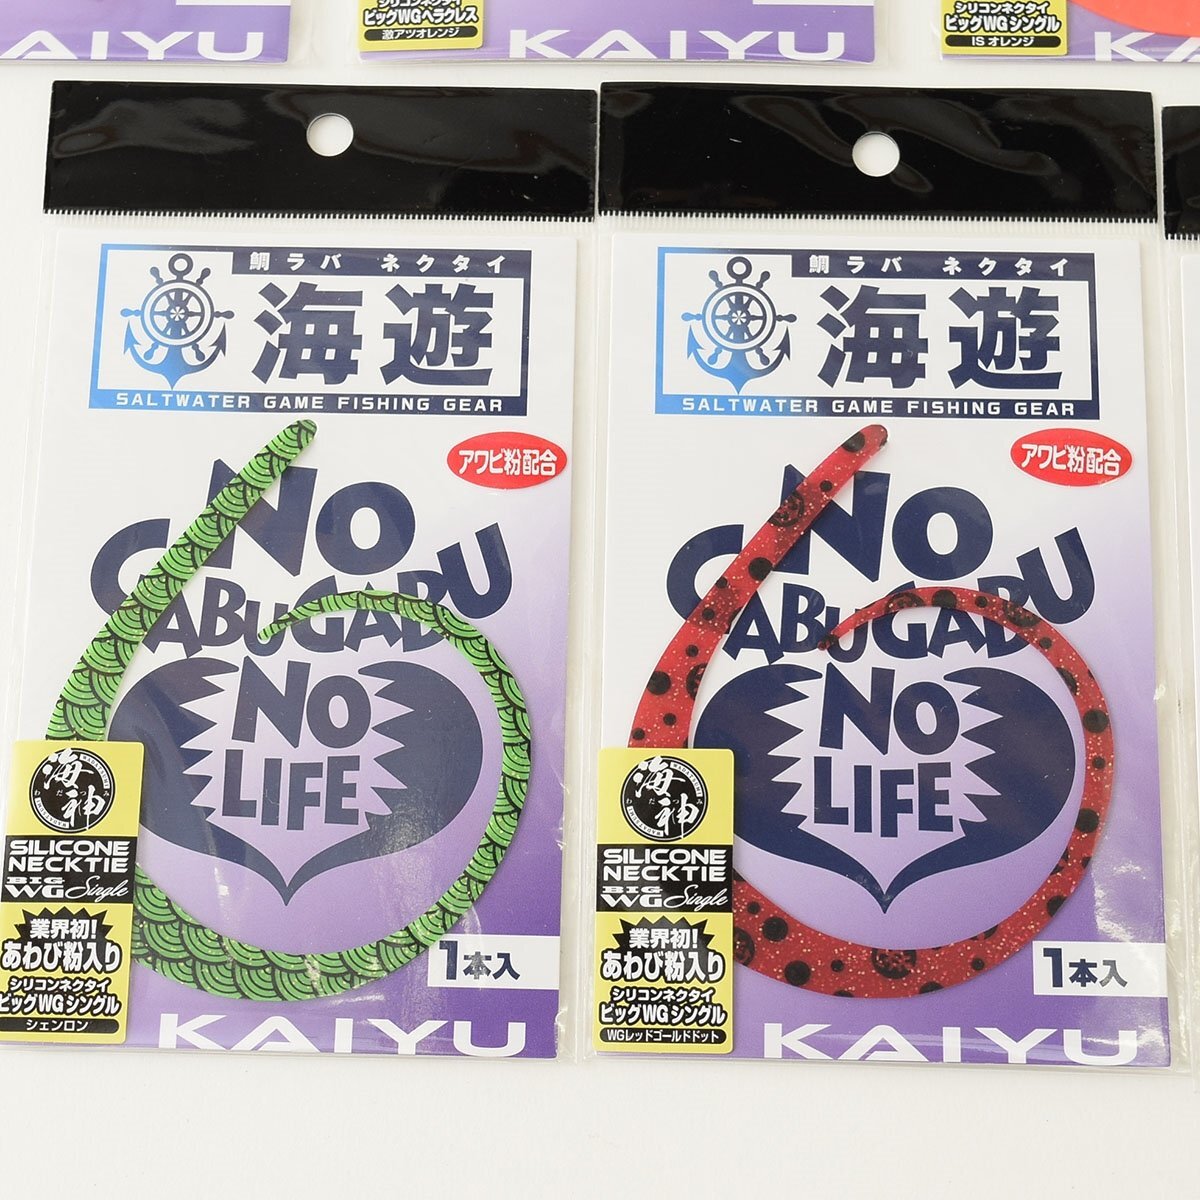 KAIYU
シリコンネクタイ
ビッグWGヘラクレス
激アツオレンジ
KAIYU
シリコンネクタイ
ビッグWGシングル
ISオレンジ
KAIYU
鯛ラバ ネクタイ
海遊
SALTWATER GAME FISHING GEAR
アワビ粉配合
NO
CABUGABU
NO
LIFE
海神
SILICONE
NECKTIE
BIG
WG Single
業界初!
あわび粉入り
シリコンネクタイ
ビッグWGシングル
シェンロン
1本入
KAIYU
鯛ラバ ネクタイ
海遊
SALTWATER GAME FISHING GEAR
アワビ粉配合
NO
CABUGABU
NO
LIFE
海神
SILICONE
NECKTIE
BIG
WG Single
業界初!
あわび粉入り
シリコンネクタイ
ビッグWGシングル
WGレッドゴールドドット
1本入
KAIYU